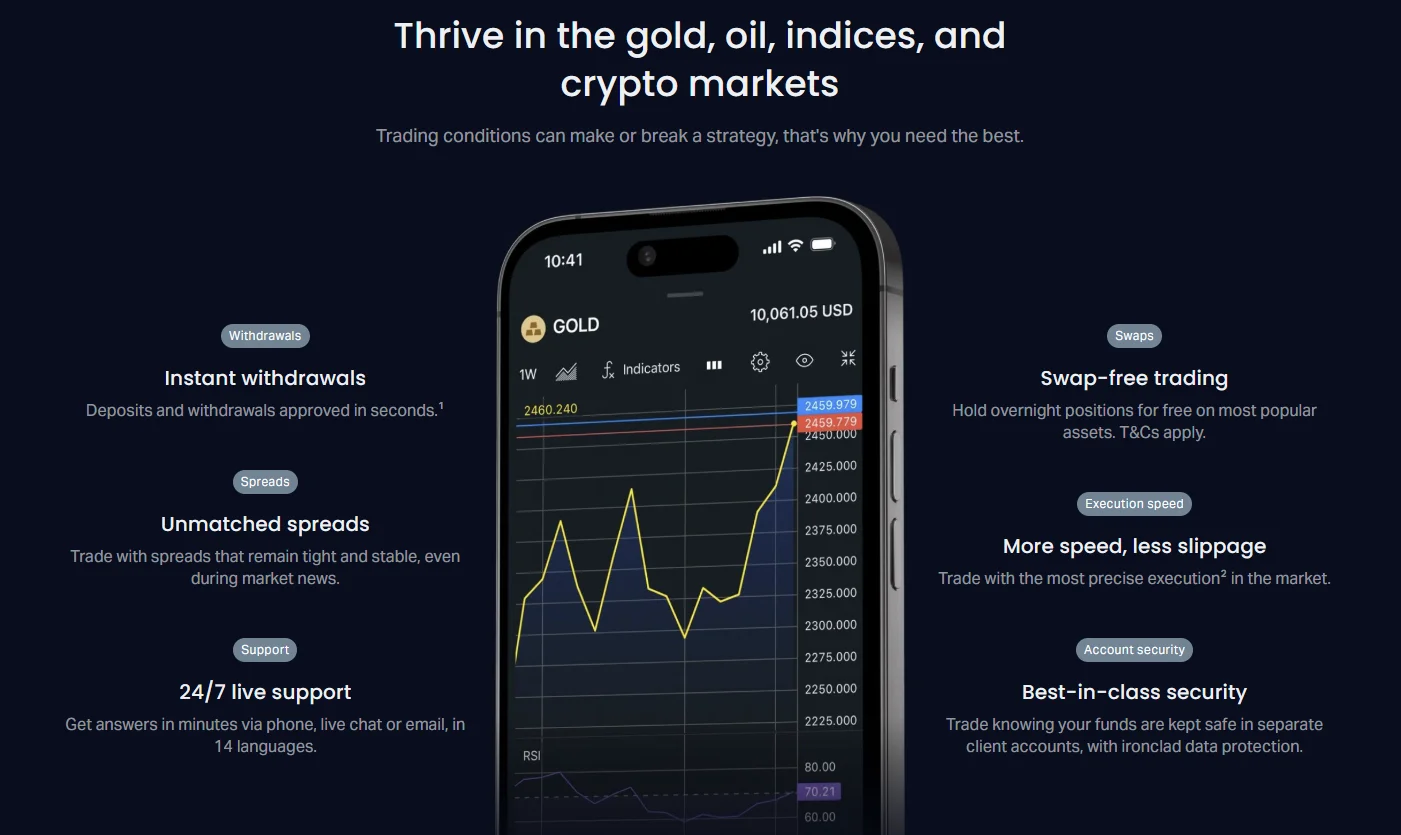 Thrive in the gold, oil, indices, and
crypto markets
Trading conditions can make or break a strategy, that's why you need the best.
Withdrawals
Instant withdrawals
Deposits and withdrawals approved in seconds.¹
Spreads
Unmatched spreads
Trade with spreads that remain tight and stable, even
during market news.
Support
24/7 live support
Get answers in minutes via phone, live chat or email, in
14 languages.
10:41
GOLD
10,061.05 USD
1W
fx Indicators
2460.240
2459.979
2459.779
2450.000
2425.000
2400.000
2375.000
2350.000
2325.000
2300.000
2275.000
2250.000
2225.000
RSI
80.00
70.21
60.00
Swaps
Swap-free trading
Hold overnight positions for free on most popular
assets. T&Cs apply.
Execution speed
More speed, less slippage
Trade with the most precise execution² in the market.
Account security
Best-in-class security
Trade knowing your funds are kept safe in separate
client accounts, with ironclad data protection.